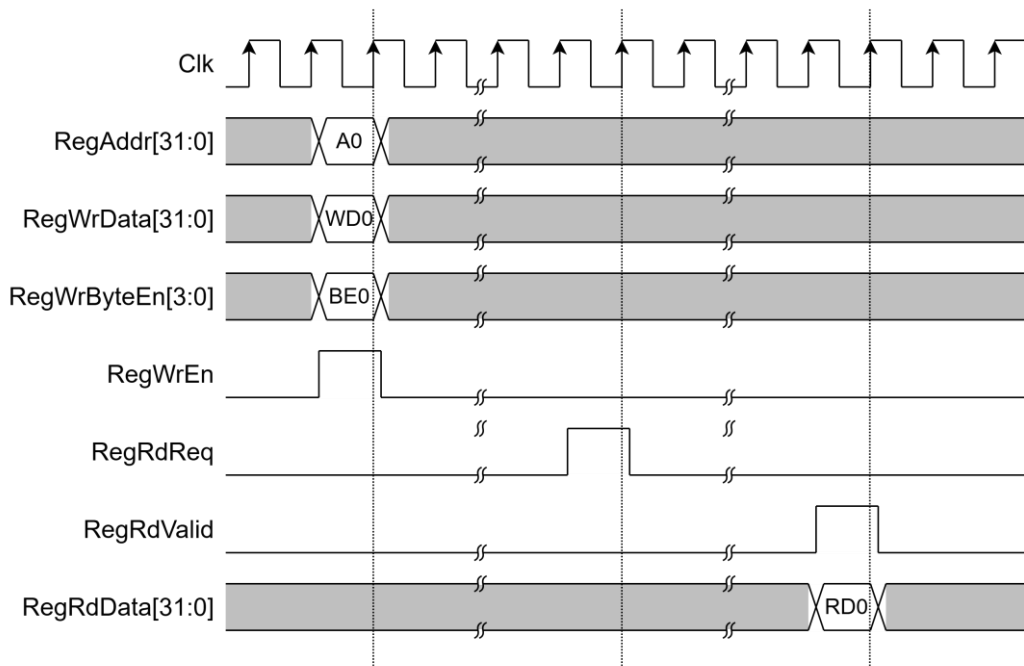 Clk
RegAddr[31:0]
A0
RegWrData[31:0]
WD0
RegWrByteEn[3:0]
BE0
RegWrEn
RegRdReq
RegRdValid
RegRdData[31:0]
RD0